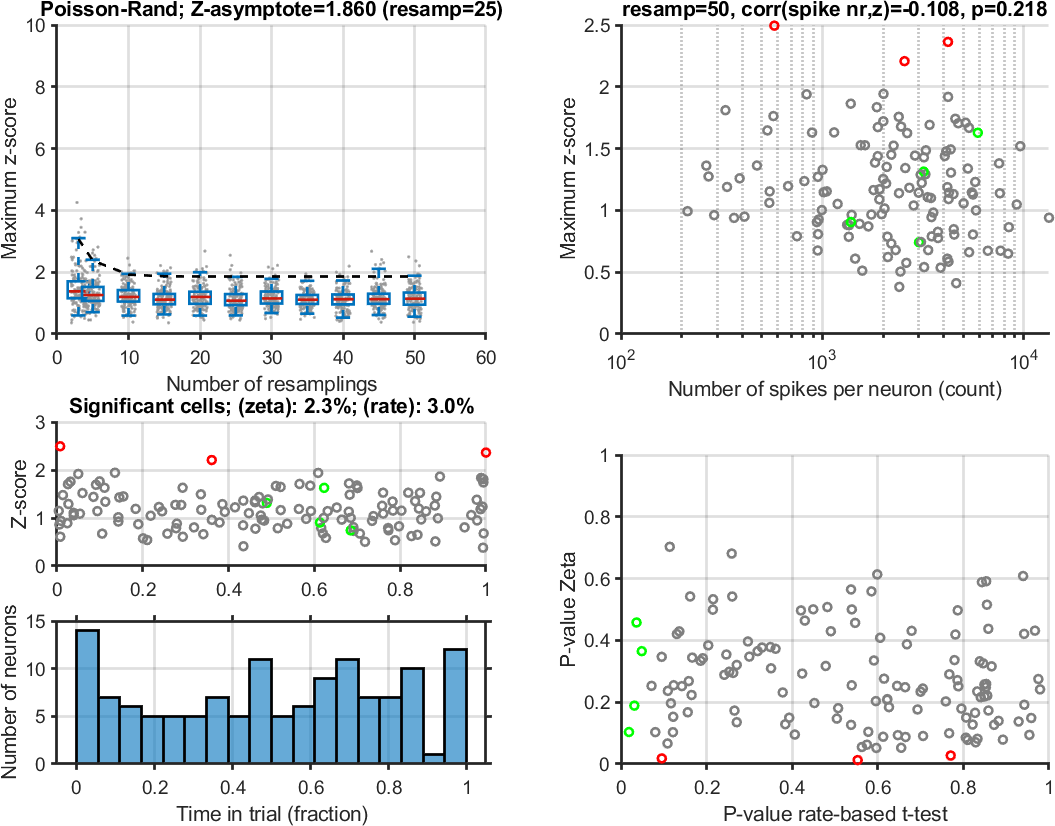 Poisson-Rand; Z-asymptote=1.860 (resamp=25)
Maximum z-score
10
8
6
4
2
0
0 10 20 30 40 50 60
Number of resamplings
resamp=50, corr(spike nr,z)=-0.108, p=0.218
Maximum z-score
2.5
2
1.5
1
0.5
0
10^2 10^3 10^4
Number of spikes per neuron (count)
Significant cells; (zeta): 2.3%; (rate): 3.0%
Z-score
3
2
1
0
0 0.2 0.4 0.6 0.8 1
Number of neurons
15
10
5
0
0 0.2 0.4 0.6 0.8 1
Time in trial (fraction)
P-value Zeta
1
0.8
0.6
0.4
0.2
0
0 0.2 0.4 0.6 0.8 1
P-value rate-based t-test